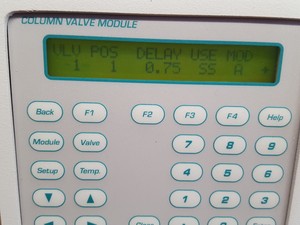 COLUMN VALVE MODULE
VLV POS DELAY USE MOD
1 1 0.75 SS A +
Back F1 F2 F3 F4 Help
Module Valve 7 8 9
Setup Temp. 4 5 6
1 2 3